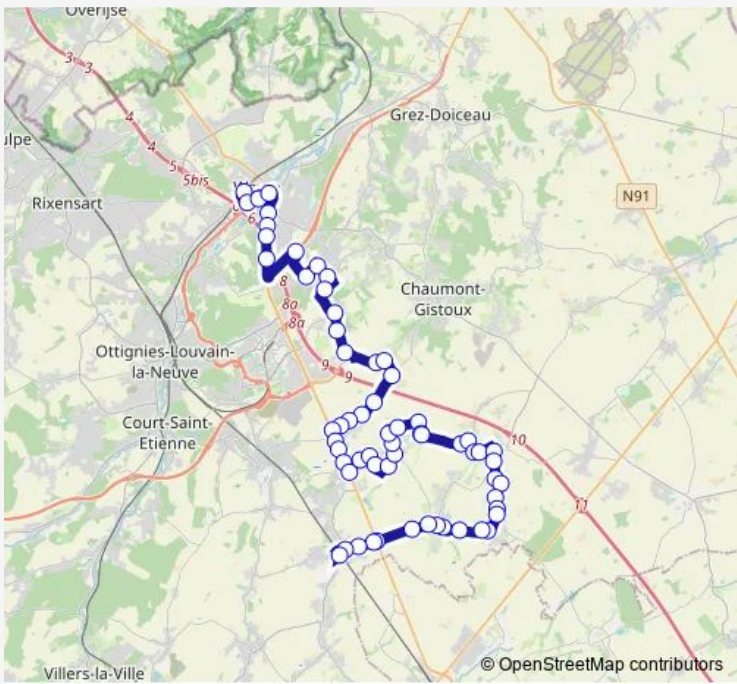 Overijse
3
3
4
4
5
5bis
ulpe
Grez-Doiceau
N91
Rixensart
6
8
8a
8a
Chaumont-
Gistoux
Ottignies-Louvain-
la-Neuve
9
9
Court-Saint-
Etienne
10
11
Villers-la-Ville
© OpenStreetMap contributors